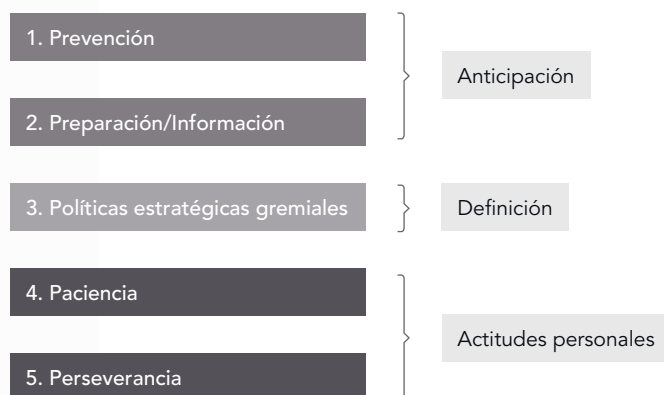 1. Prevención
Anticipación
2. Preparación/Información
3. Políticas estratégicas gremiales
Definición
4. Paciencia
Actitudes personales
5. Perseverancia